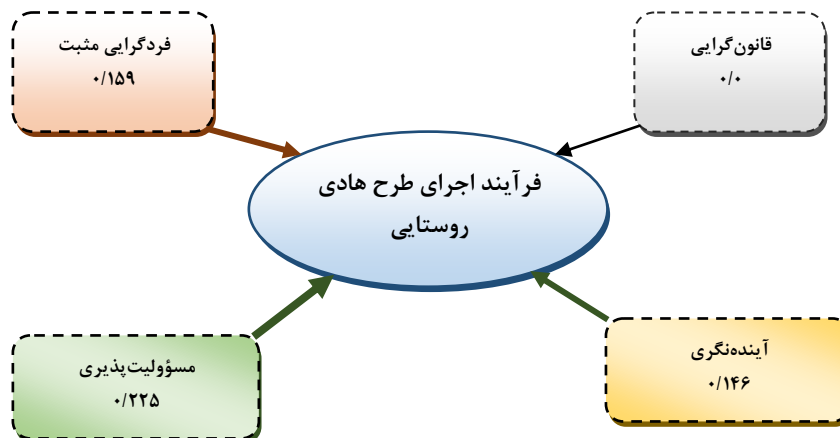 قانون‌گرایی
۰/۰
فردگرایی مثبت
۰/۱۵۹
فرآیند اجرای طرح هادی
روستایی
آینده‌نگری
۰/۱۴۶
مسؤولیت‌پذیری
۰/۲۲۵